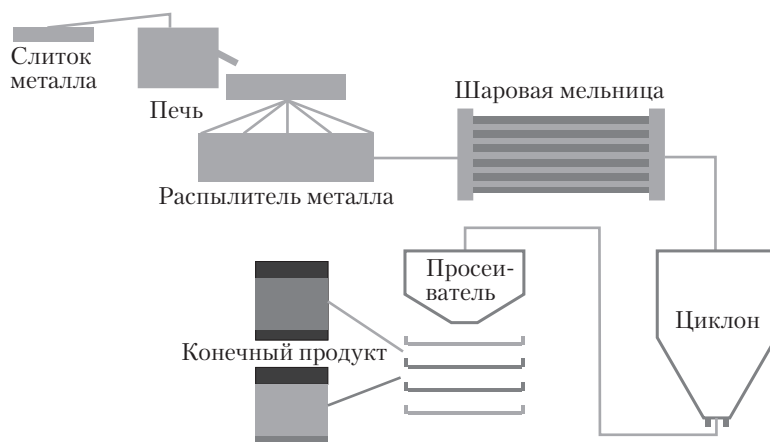 Слиток
металла
Печь
Распылитель металла
Шаровая мельница
Просеи-
ватель
Циклон
Конечный продукт